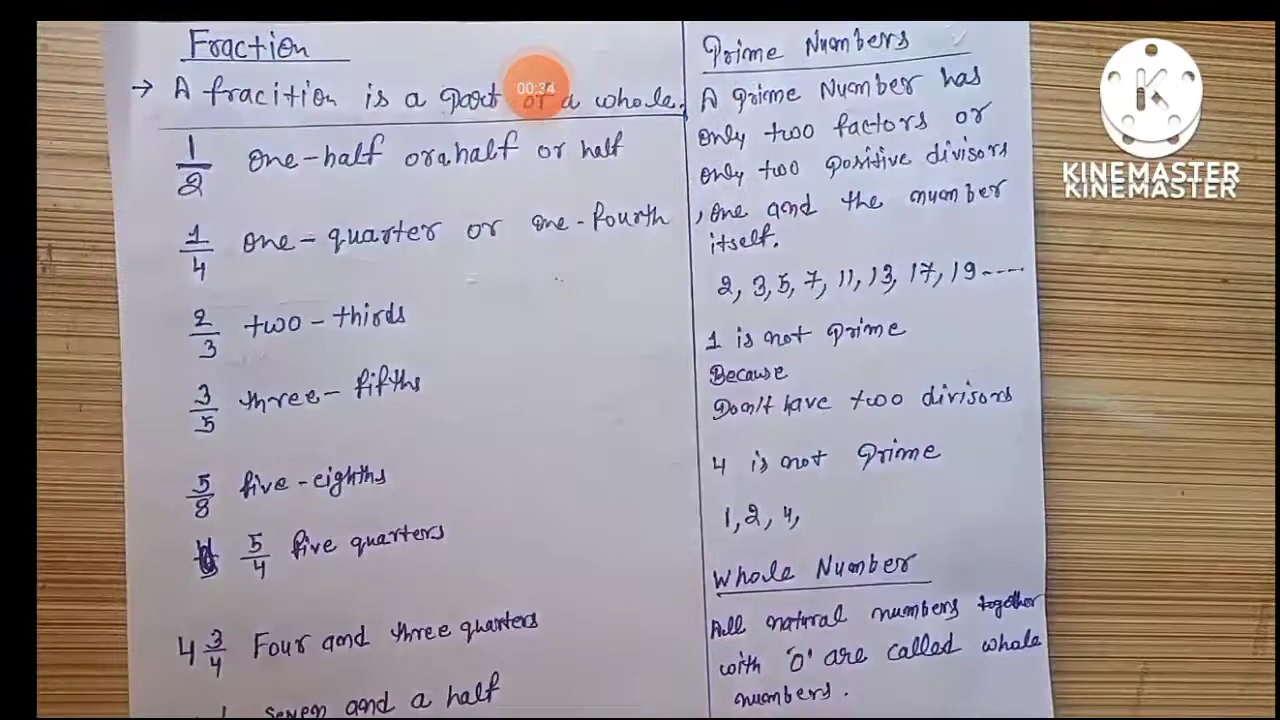 Fraction
→ A fracition is a part of a whole.
00:34
1/2 one-half or a half or half
1/4 one-quarter or one-fourth
2/3 two-thirds
3/5 three-fifths
5/8 five-eighths
5/4 five quarters
4 3/4 Four and three quarters
seven and a half
Prime Numbers
A prime Number has
only two factors or
only two positive divisors
, one and the number
itself.
2, 3, 5, 7, 11, 13, 17, 19 ----
1 is not prime
Because
Don't have two divisors
4 is not prime
1, 2, 4,
Whole Number
All natural numbers together
with '0' are called whole
numbers.
K
KINEMASTER
KINEMASTER